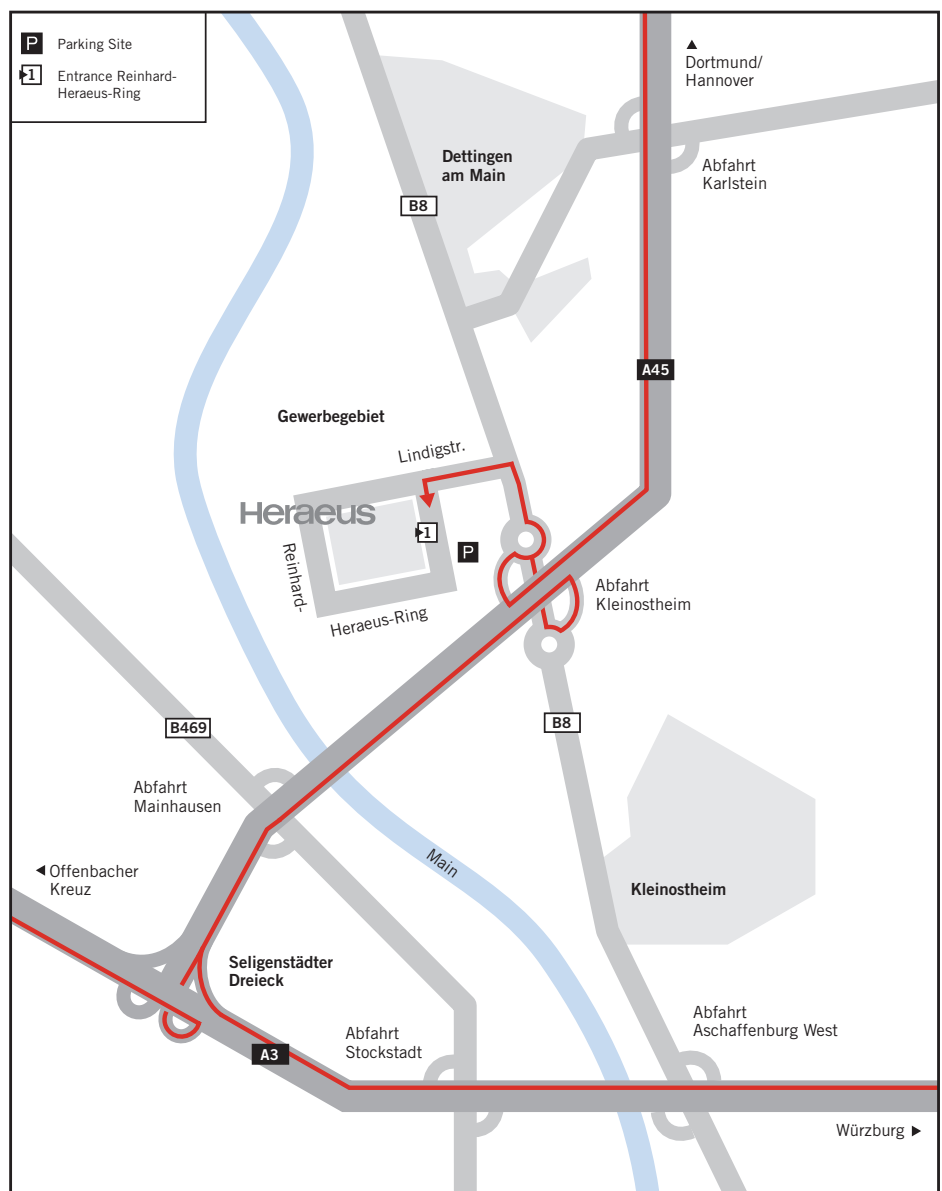 P Parking Site
1 Entrance Reinhard-
Heraeus-Ring
Dortmund/
Hannover
Dettingen
am Main
Abfahrt
Karlstein
B8
A45
Gewerbegebiet
Lindigstr.
Heraeus
1
P
Reinhard-
Heraeus-Ring
Abfahrt
Kleinostheim
B469
B8
Abfahrt
Mainhausen
Main
Offenbacher
Kreuz
Kleinostheim
Seligenstädter
Dreieck
Abfahrt
Aschaffenburg West
Abfahrt
Stockstadt
A3
Würzburg